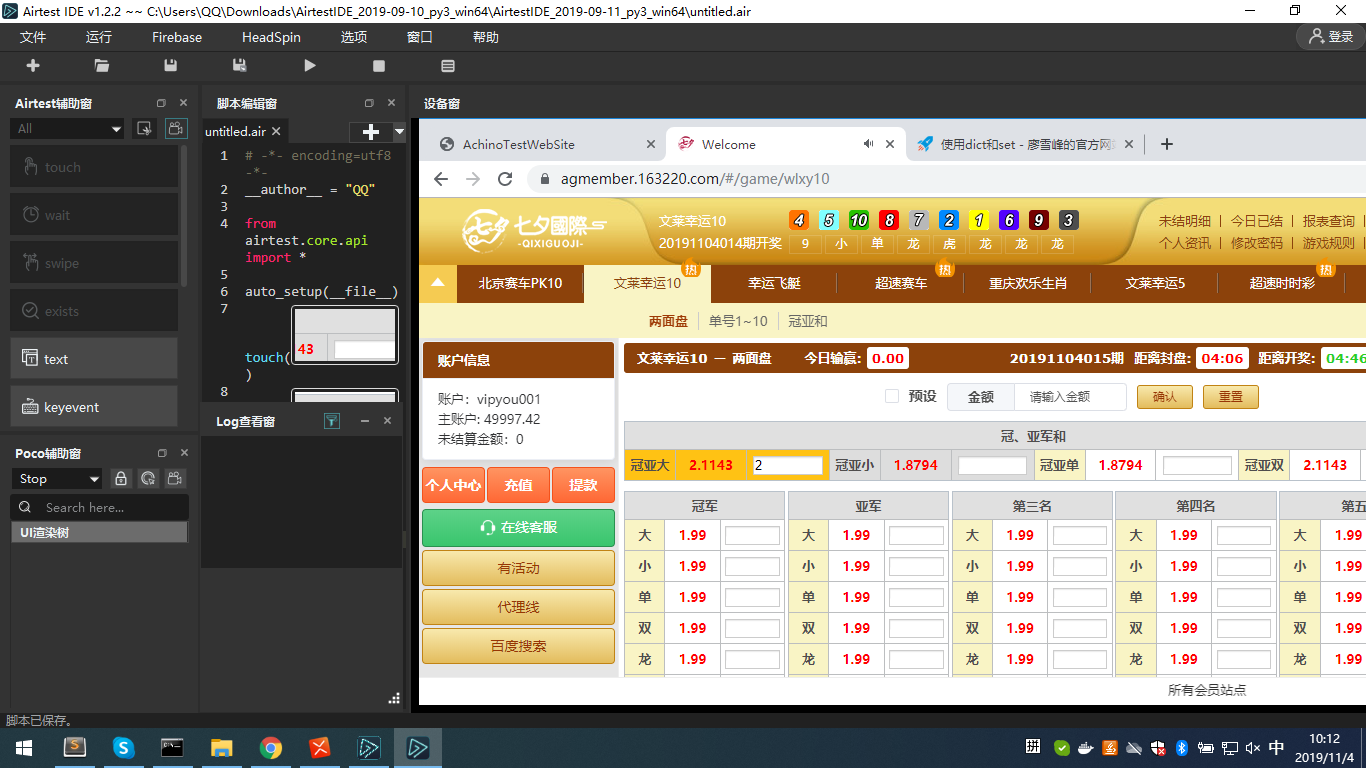 Airtest IDE v1.2.2 ~~ C:\Users\QQ\Downloads\AirtestIDE_2019-09-10_py3_win64\AirtestIDE_2019-09-11_py3_win64\untitled.air
文件 运行 Firebase HeadSpin 选项 窗口 帮助 登录
Airtest辅助窗
All
touch
wait
swipe
exists
text
keyevent
Poco辅助窗
Stop
Search here...
UI渲染树
脚本编辑窗
untitled.air
1 # -*- encoding=utf8
-*-
2 __author__ = "QQ"
3
4 from
airtest.core.api
import *
5
6 auto_setup(__file__)
7
43
touch(
)
8
Log查看窗
设备窗
AchinoTestWebSite Welcome 使用dict和set - 廖雪峰的官方网
agmember.163220.com/#/game/wlxy10
七夕國際
-QIXIGUOJI-
文莱幸运10 4 5 10 8 7 2 1 6 9 3
20191104014期开奖 9 小 单 龙 虎 龙 龙 龙
未结明细 | 今日已结 | 报表查询 |
个人资讯 | 修改密码 | 游戏规则 |
热 热 热
北京赛车PK10 文莱幸运10 幸运飞艇 超速赛车 重庆欢乐生肖 文莱幸运5 超速时时彩
两面盘 单号1~10 冠亚和
账户信息
账户：vipyou001
主账户: 49997.42
未结算金额：0
个人中心 充值 提款
在线客服
有活动
代理线
百度搜索
文莱幸运10 — 两面盘 今日输赢: 0.00 20191104015期 距离封盘: 04:06 距离开奖: 04:46
预设 金额 请输入金额 确认 重置
冠、亚军和
冠亚大 2.1143 2 冠亚小 1.8794 冠亚单 1.8794 冠亚双 2.1143
冠军 亚军 第三名 第四名 第五
大 1.99 大 1.99 大 1.99 大 1.99 大 1.99
小 1.99 小 1.99 小 1.99 小 1.99 小 1.99
单 1.99 单 1.99 单 1.99 单 1.99 单 1.99
双 1.99 双 1.99 双 1.99 双 1.99 双 1.99
龙 1.99 龙 1.99 龙 1.99 龙 1.99 龙 1.99
所有会员站点
脚本已保存。
中 10:12
2019/11/4